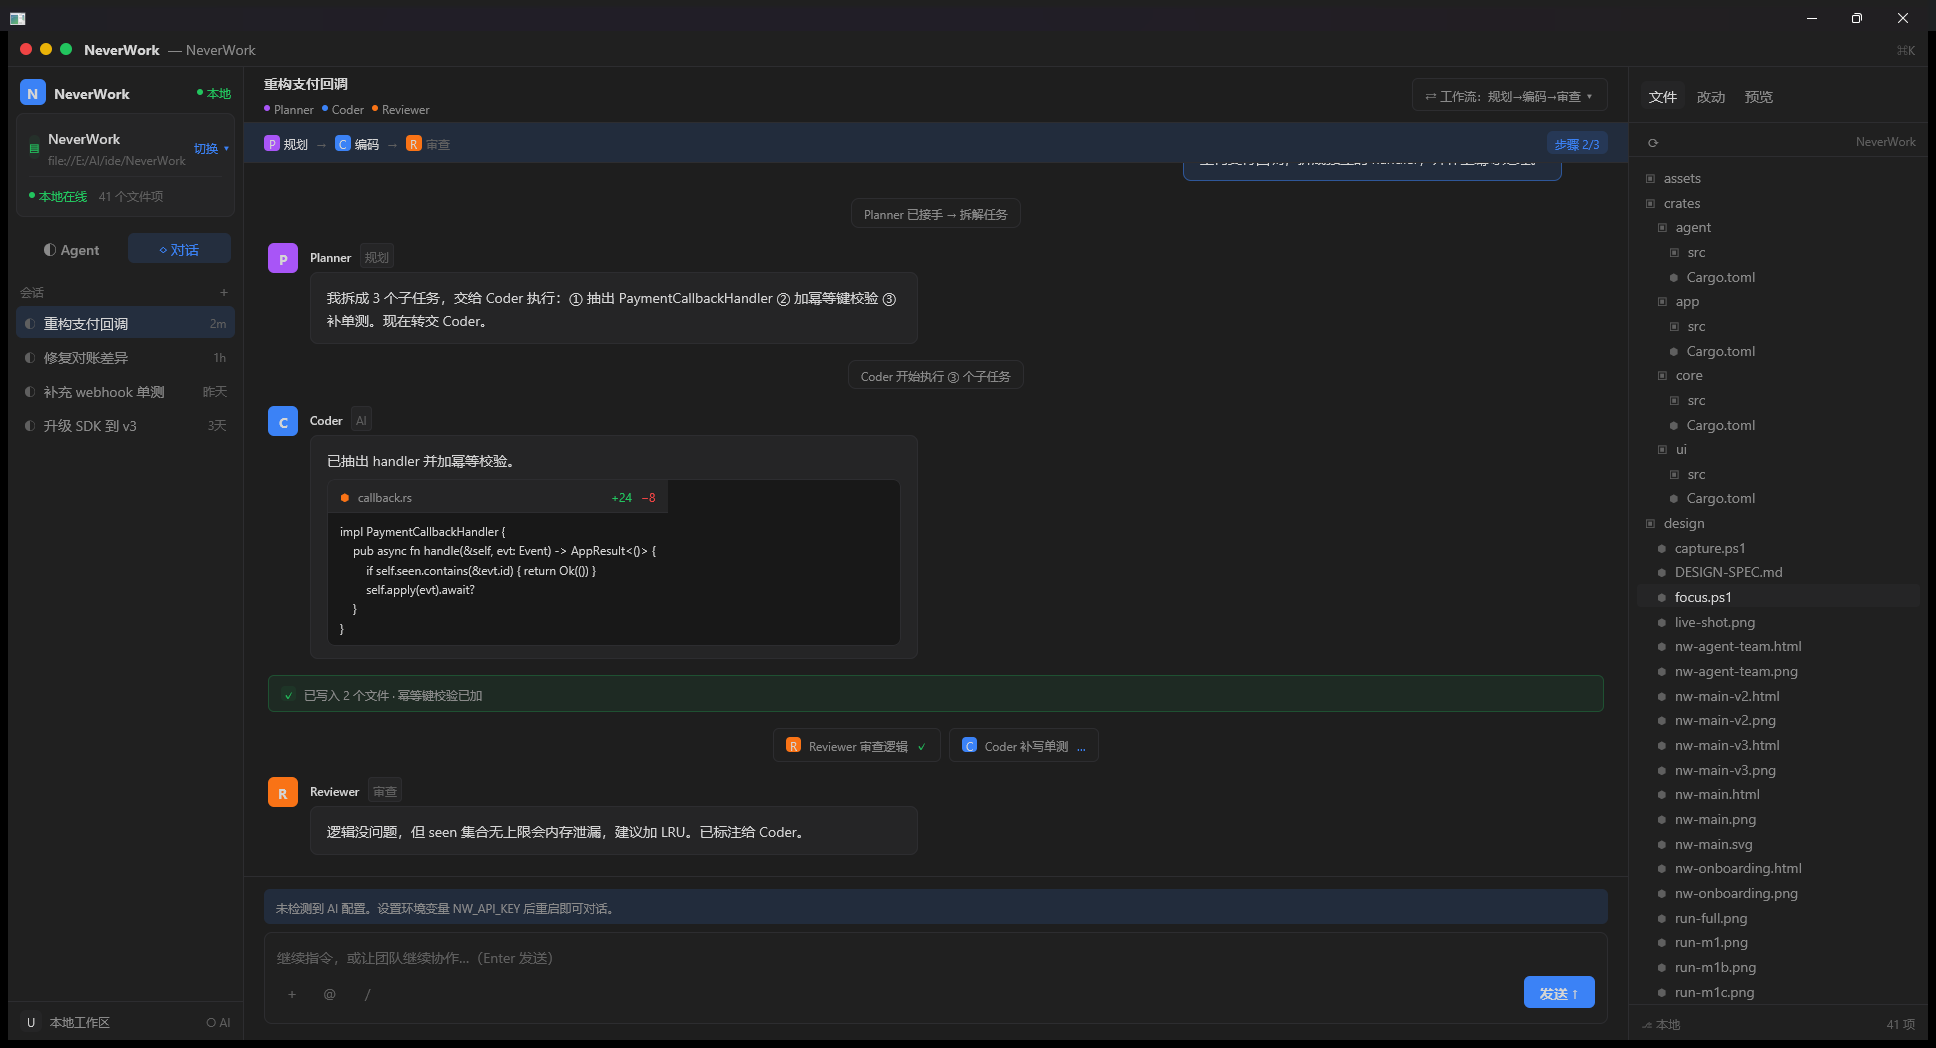 NeverWork — NeverWork
⌘K
N NeverWork
本地
NeverWork
file://E:/AI/ide/NeverWork
切换
本地在线 41 个文件项
Agent
对话
会话 +
重构支付回调 2m
修复对账差异 1h
补充 webhook 单测 昨天
升级 SDK 到 v3 3天
U 本地工作区
AI
重构支付回调
Planner Coder Reviewer
⇌ 工作流：规划→编码→审查 ▾
P 规划 → C 编码 → R 审查
步骤 2/3
Planner 已接手 → 拆解任务
P Planner 规划
我拆成 3 个子任务，交给 Coder 执行：① 抽出 PaymentCallbackHandler ② 加幂等键校验 ③
补单测。现在转交 Coder。
Coder 开始执行 ③ 个子任务
C Coder AI
已抽出 handler 并加幂等校验。
callback.rs +24 −8
impl PaymentCallbackHandler {
pub async fn handle(&self, evt: Event) -> AppResult<()> {
if self.seen.contains(&evt.id) { return Ok(()) }
self.apply(evt).await?
}
}
✓ 已写入 2 个文件 · 幂等键校验已加
R Reviewer 审查逻辑 ✓
C Coder 补写单测 ...
R Reviewer 审查
逻辑没问题，但 seen 集合无上限会内存泄漏，建议加 LRU。已标注给 Coder。
未检测到 AI 配置。设置环境变量 NW_API_KEY 后重启即可对话。
继续指令，或让团队继续协作...（Enter 发送）
+ @ /
发送 ↑
文件 改动 预览
⟳ NeverWork
assets
crates
agent
src
Cargo.toml
app
src
Cargo.toml
core
src
Cargo.toml
ui
src
Cargo.toml
design
capture.ps1
DESIGN-SPEC.md
focus.ps1
live-shot.png
nw-agent-team.html
nw-agent-team.png
nw-main-v2.html
nw-main-v2.png
nw-main-v3.html
nw-main-v3.png
nw-main.html
nw-main.png
nw-main.svg
nw-onboarding.html
nw-onboarding.png
run-full.png
run-m1.png
run-m1b.png
run-m1c.png
本地 41 项